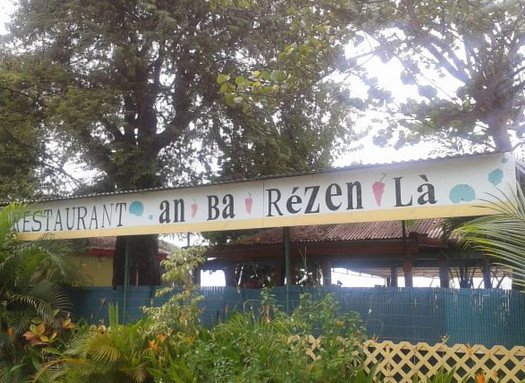 RESTAURANT an Ba RéZen Là